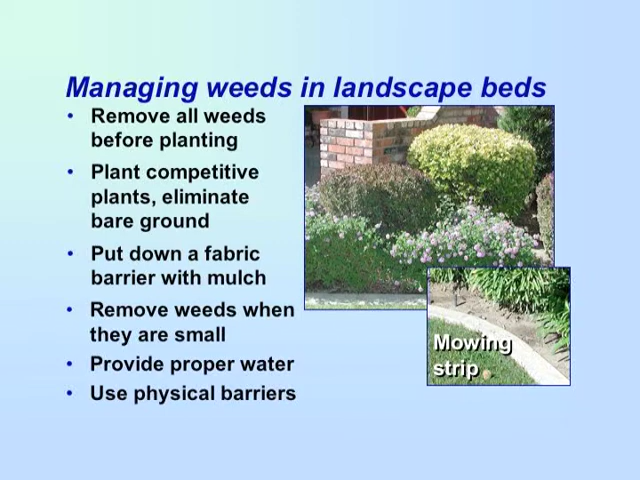 Managing weeds in landscape beds
• Remove all weeds
before planting
• Plant competitive
plants, eliminate
bare ground
• Put down a fabric
barrier with mulch
• Remove weeds when
they are small
• Provide proper water
• Use physical barriers
Mowing
strip